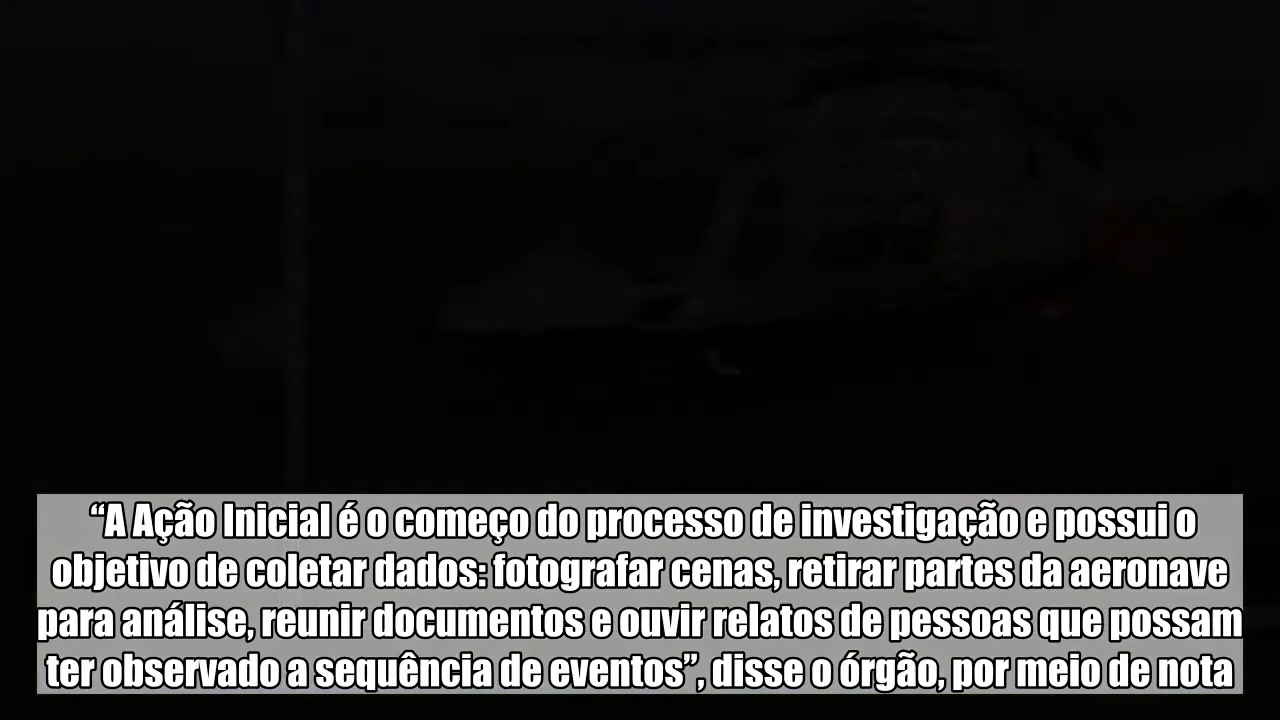 “A Ação Inicial é o começo do processo de investigação e possui o
objetivo de coletar dados: fotografar cenas, retirar partes da aeronave
para análise, reunir documentos e ouvir relatos de pessoas que possam
ter observado a sequência de eventos”, disse o órgão, por meio de nota